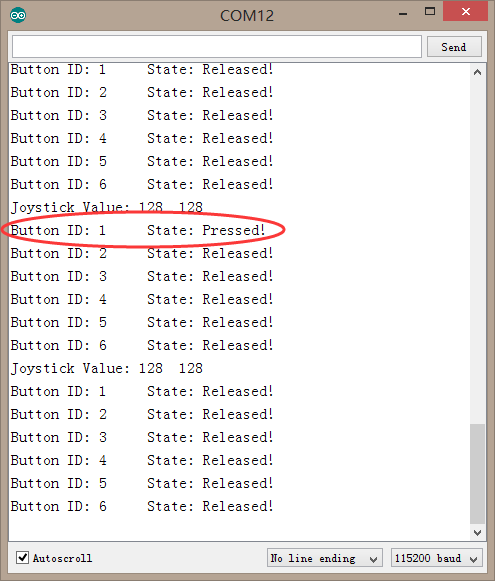 COM12
Send
Button ID: 1 State: Released!
Button ID: 2 State: Released!
Button ID: 3 State: Released!
Button ID: 4 State: Released!
Button ID: 5 State: Released!
Button ID: 6 State: Released!
Joystick Value: 128 128
Button ID: 1 State: Pressed!
Button ID: 2 State: Released!
Button ID: 3 State: Released!
Button ID: 4 State: Released!
Button ID: 5 State: Released!
Button ID: 6 State: Released!
Joystick Value: 128 128
Button ID: 1 State: Released!
Button ID: 2 State: Released!
Button ID: 3 State: Released!
Button ID: 4 State: Released!
Button ID: 5 State: Released!
Button ID: 6 State: Released!
Autoscroll No line ending 115200 baud